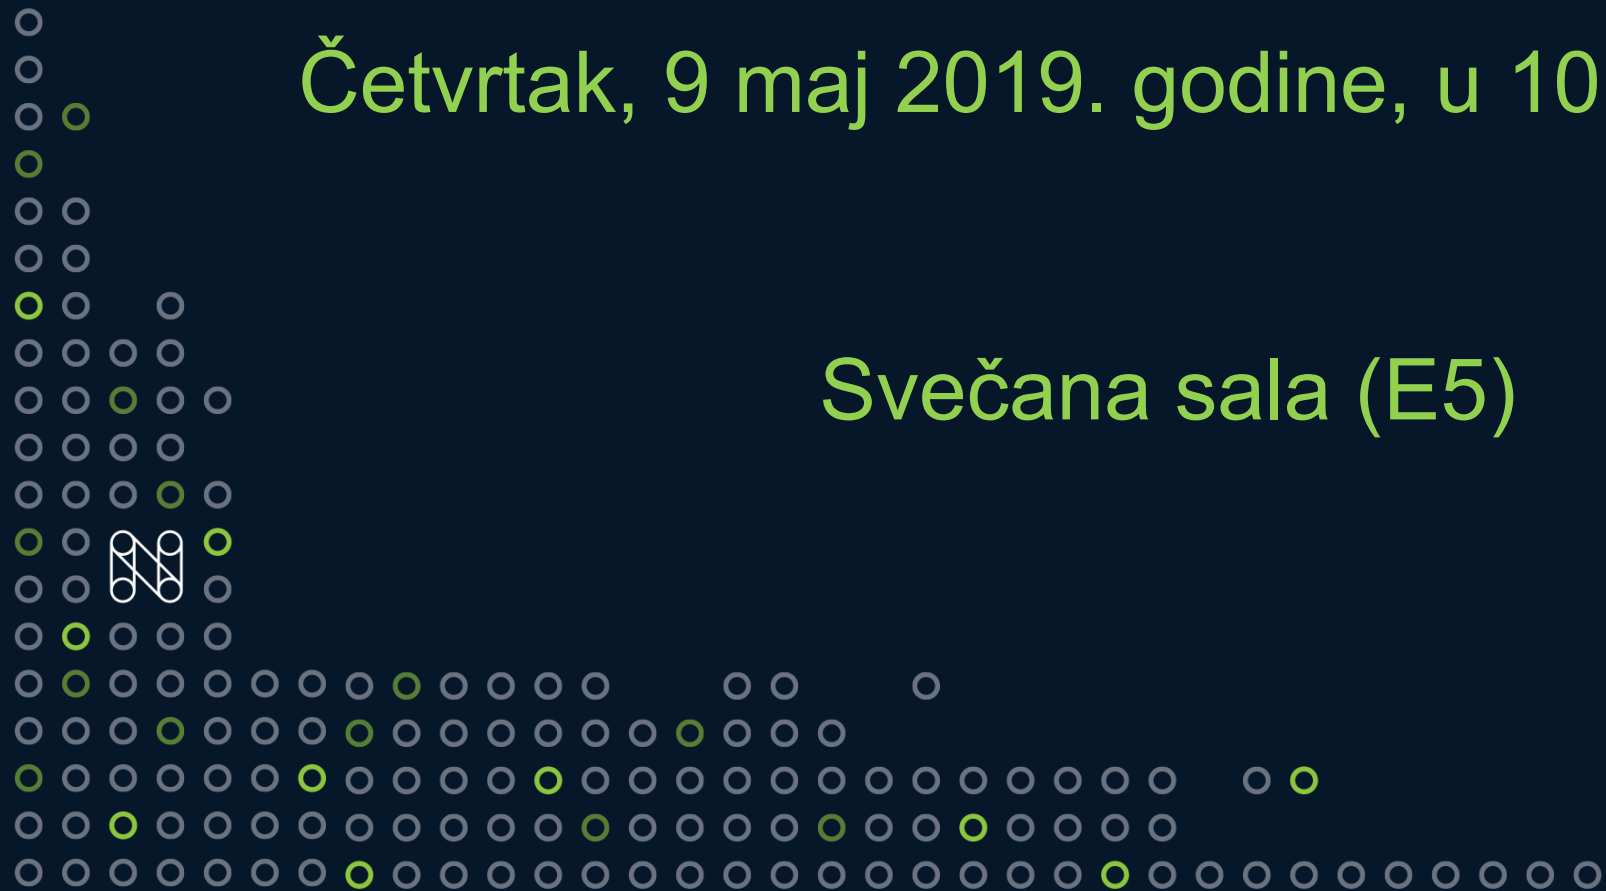 Četvrtak, 9 maj 2019. godine, u 10
Svečana sala (E5)